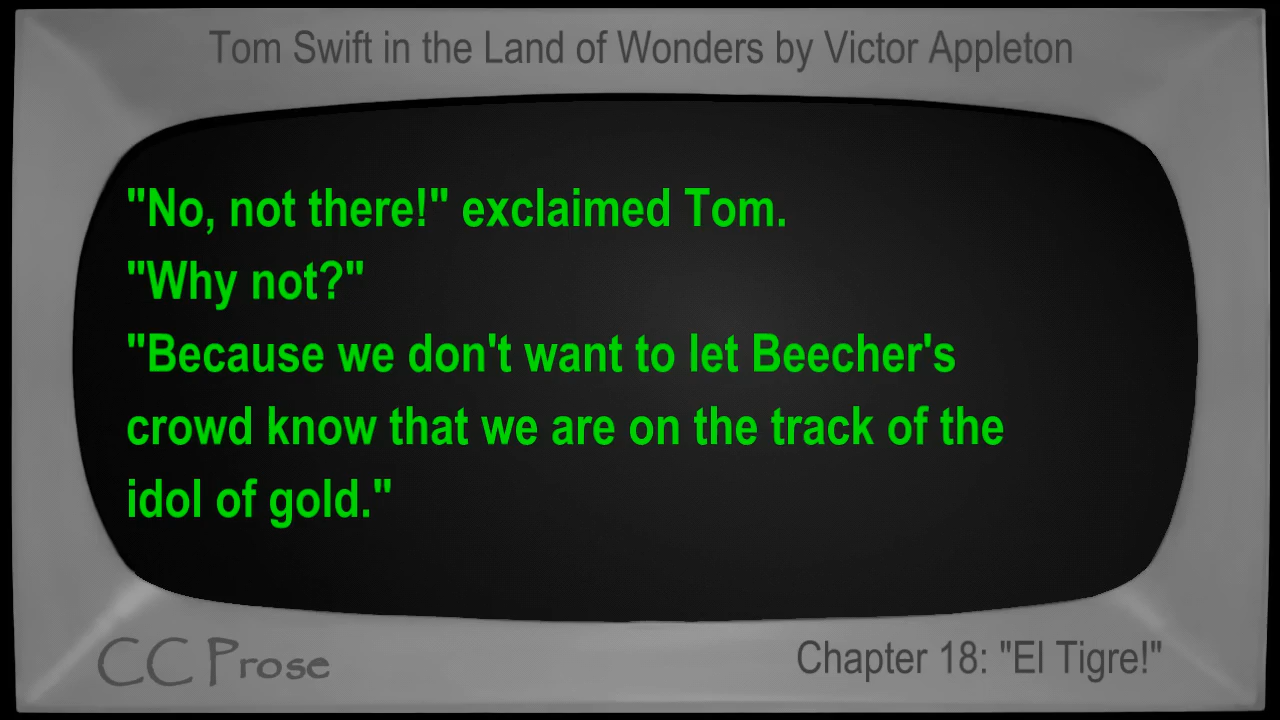 Tom Swift in the Land of Wonders by Victor Appleton
"No, not there!" exclaimed Tom.
"Why not?"
"Because we don't want to let Beecher's
crowd know that we are on the track of the
idol of gold."
CC Prose
Chapter 18: "El Tigre!"